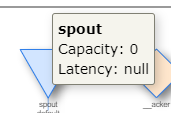 spout
Capacity: 0
Latency: null
spout
default
__acker